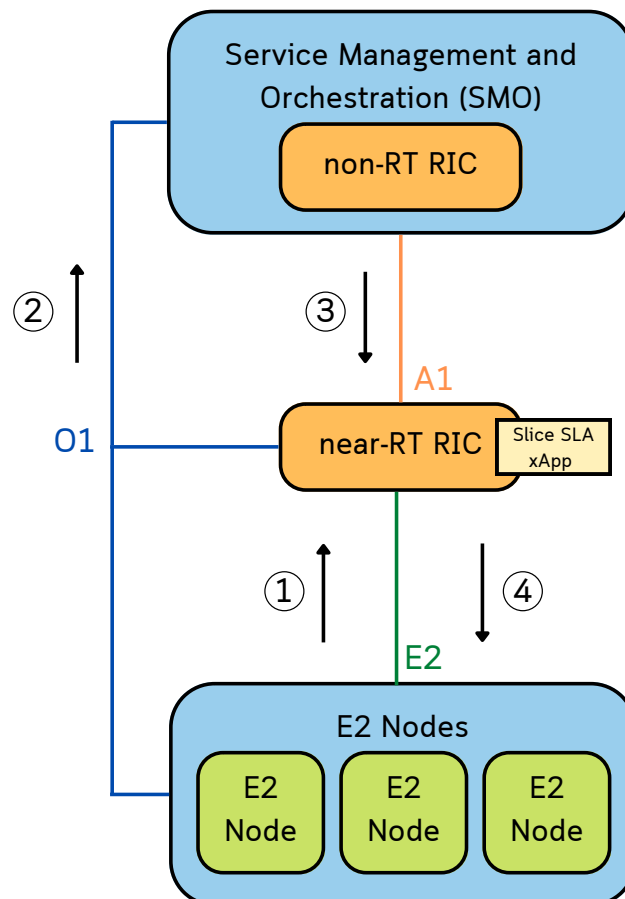 Service Management and
Orchestration (SMO)
non-RT RIC
②
③
A1
O1
near-RT RIC
Slice SLA
xApp
①
④
E2
E2 Nodes
E2
Node
E2
Node
E2
Node